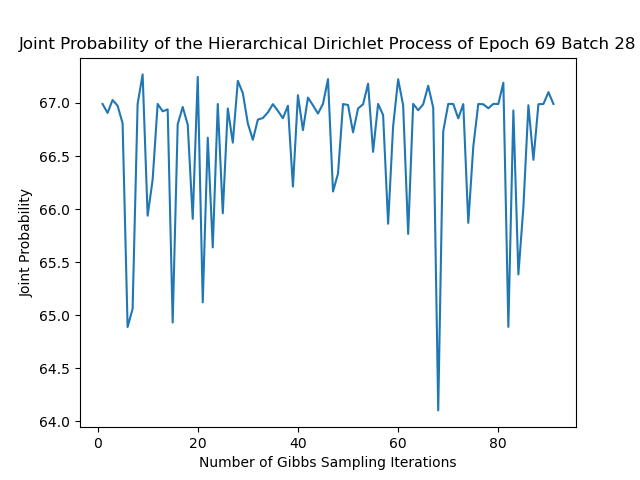 Joint Probability of the Hierarchical Dirichlet Process of Epoch 69 Batch 28
67.0
66.5
66.0
65.5
65.0
64.5
64.0
Joint Probability
0 20 40 60 80
Number of Gibbs Sampling Iterations